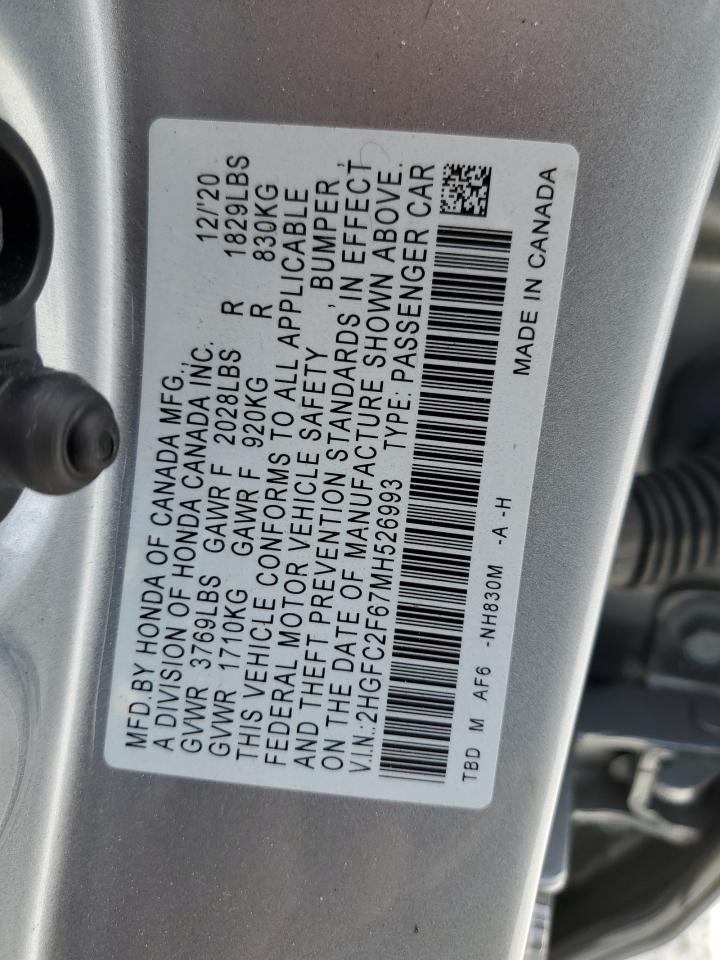 MFD.BY HONDA OF CANADA MFG.,
A DIVISION OF HONDA CANADA INC. 12/'20
GVWR 3769LBS GAWR F 2028LBS R 1829LBS
GVWR 1710KG GAWR F 920KG R 830KG
THIS VEHICLE CONFORMS TO ALL APPLICABLE
FEDERAL MOTOR VEHICLE SAFETY , BUMPER ,
AND THEFT PREVENTION STANDARDS IN EFFECT
ON THE DATE OF MANUFACTURE SHOWN ABOVE.
V.I.N.:2HGFC2F67MH526993 TYPE: PASSENGER CAR
TBD M AF6 -NH830M -A -H MADE IN CANADA